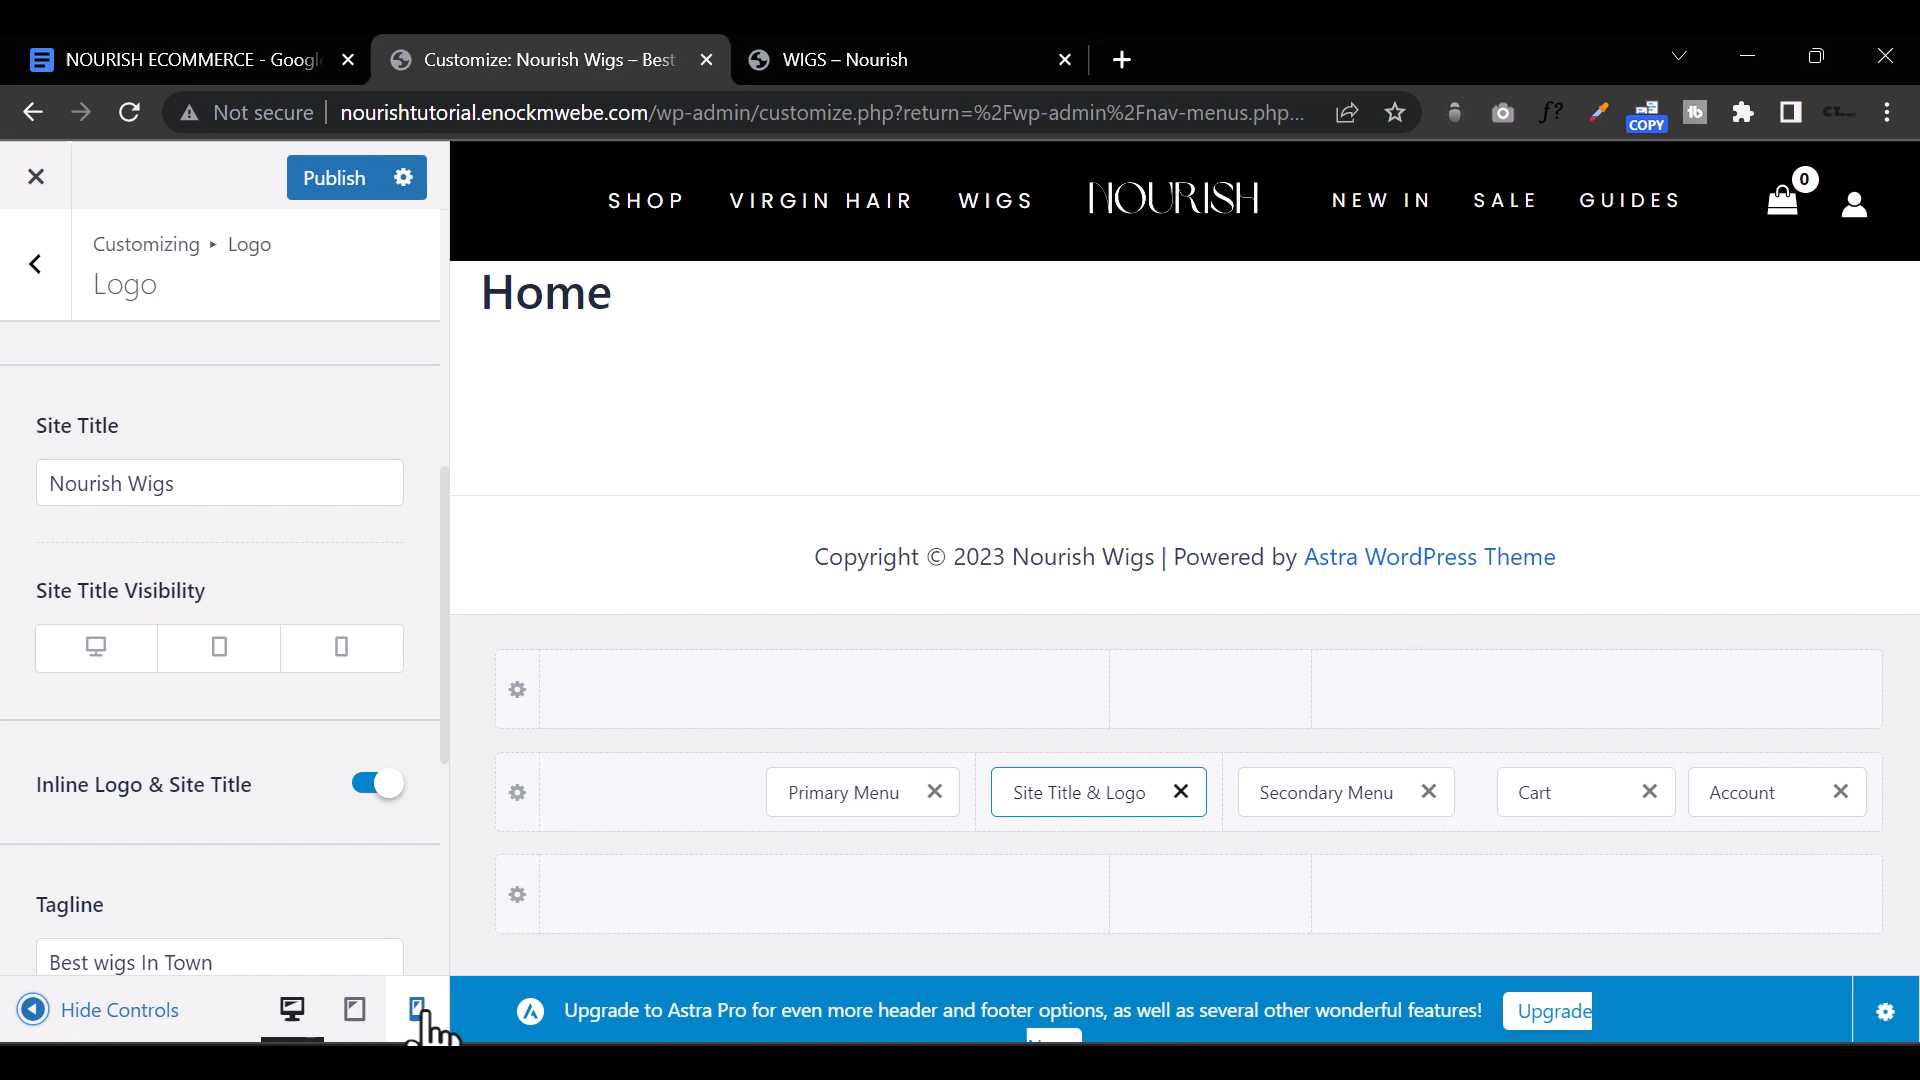 NOURISH ECOMMERCE - Googl
Customize: Nourish Wigs – Best
WIGS – Nourish
Not secure
nourishtutorial.enockmwebe.com/wp-admin/customize.php?return=%2Fwp-admin%2Fnav-menus.php...
f?
COPY
tb
Publish
SHOP VIRGIN HAIR WIGS NOURISH NEW IN SALE GUIDES 0
Customizing ▸ Logo
Logo
Home
Site Title
Nourish Wigs
Copyright © 2023 Nourish Wigs | Powered by Astra WordPress Theme
Site Title Visibility
Inline Logo & Site Title
Primary Menu
Site Title & Logo
Secondary Menu
Cart
Account
Tagline
Best wigs In Town
Hide Controls
Upgrade to Astra Pro for even more header and footer options, as well as several other wonderful features!
Upgrade